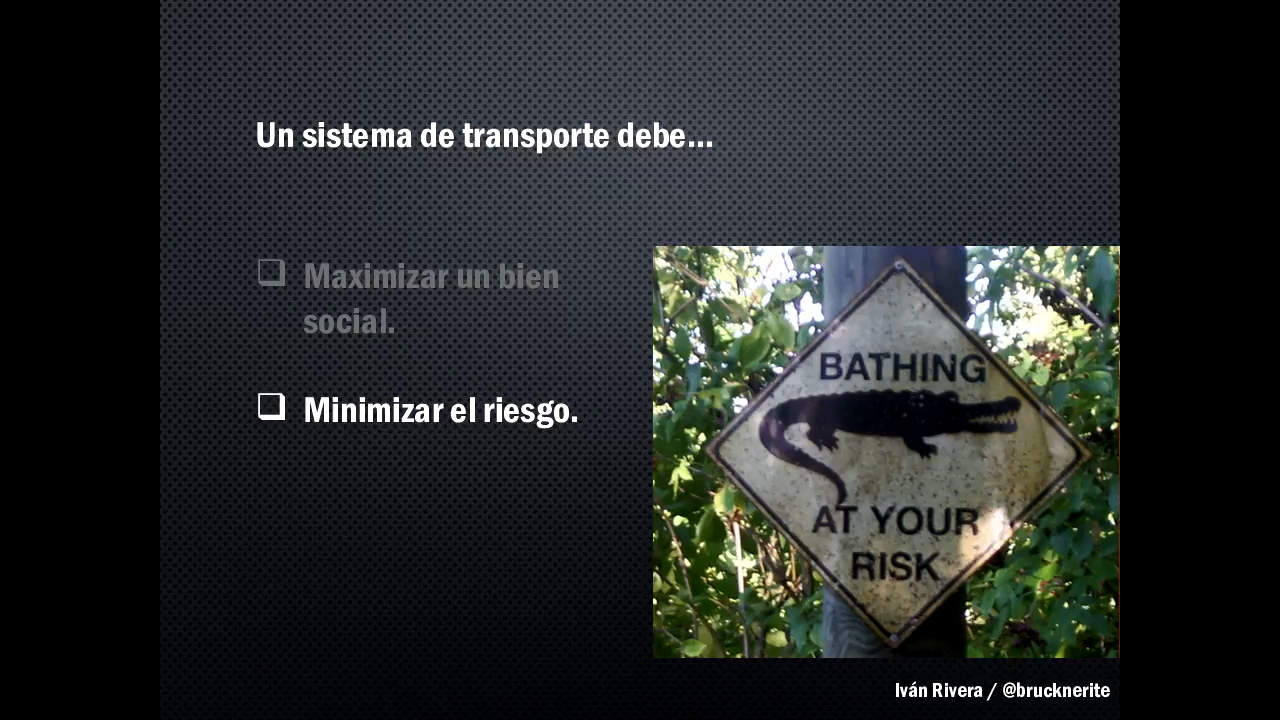 Un sistema de transporte debe...
Maximizar un bien
social.
Minimizar el riesgo.
BATHING
AT YOUR
RISK
Iván Rivera / @brucknerite